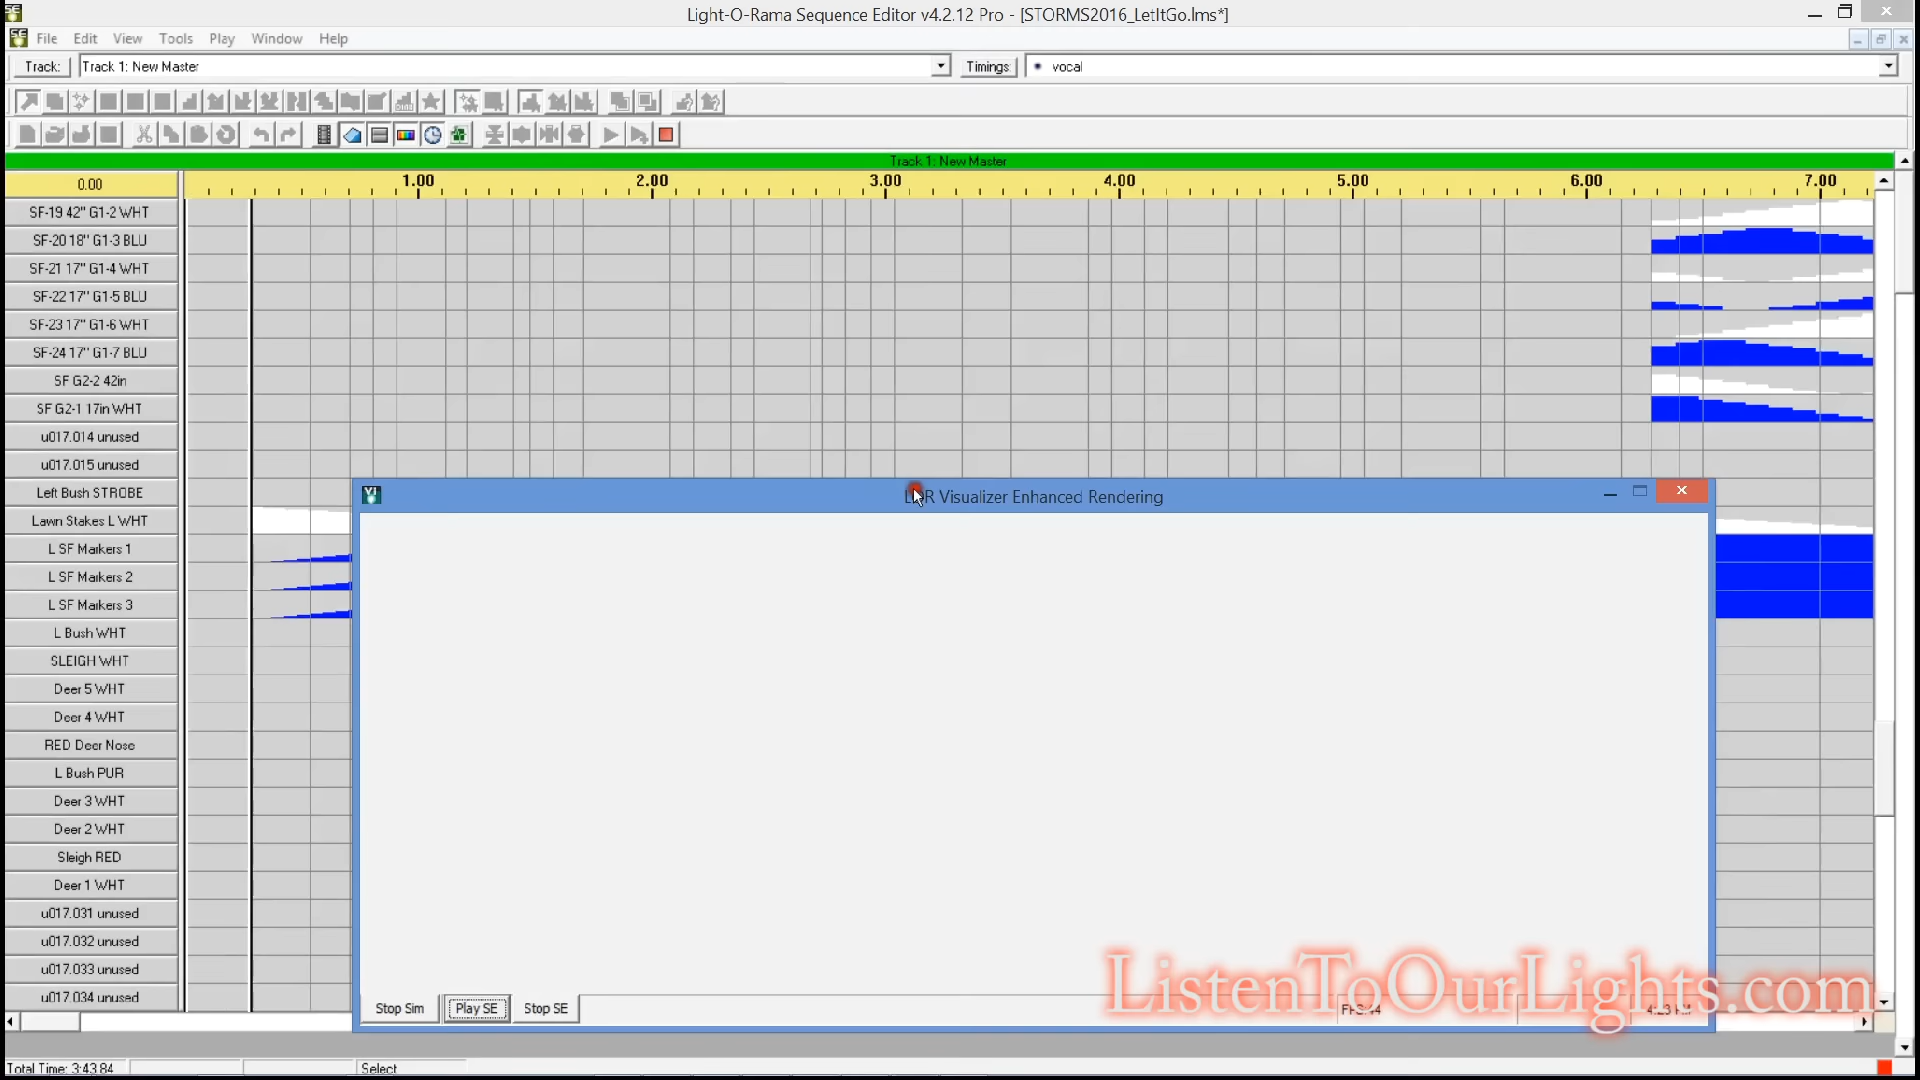 Light-O-Rama Sequence Editor v4.2.12 Pro - [STORMS2016_LetItGo.lms*]
File Edit View Tools Play Window Help
Track: Track 1: New Master Timings vocal
Track 1: New Master
0.00 1.00 2.00 3.00 4.00 5.00 6.00 7.00
SF-19 42" G1-2 WHT
SF-20 18" G1-3 BLU
SF-21 17" G1-4 WHT
SF-22 17" G1-5 BLU
SF-23 17" G1-6 WHT
SF-24 17" G1-7 BLU
SF G2-2 42in
SF G2-1 17in WHT
u017.014 unused
u017.015 unused
Left Bush STROBE
Lawn Stakes L WHT
L SF Markers 1
L SF Markers 2
L SF Markers 3
L Bush WHT
SLEIGH WHT
Deer 5 WHT
Deer 4 WHT
RED Deer Nose
L Bush PUR
Deer 3 WHT
Deer 2 WHT
Sleigh RED
Deer 1 WHT
u017.031 unused
u017.032 unused
u017.033 unused
u017.034 unused
Visualizer Enhanced Rendering
Stop Sim Play SE Stop SE
ListenToOurLights.com
Total Time: 3:43.84 Select